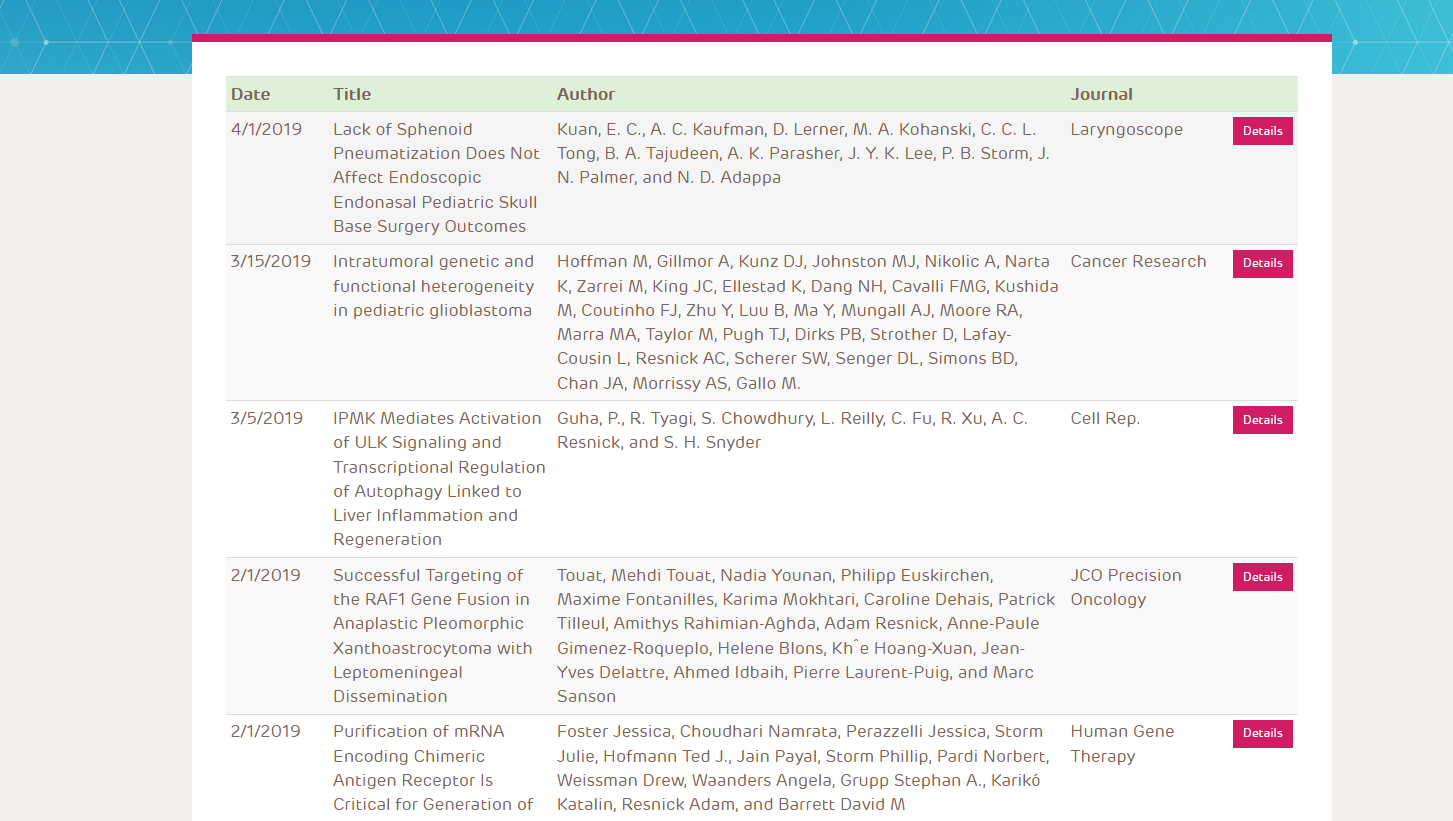 Date Title Author Journal
4/1/2019 Lack of Sphenoid Kuan, E. C., A. C. Kaufman, D. Lerner, M. A. Kohanski, C. C. L. Laryngoscope Details
Pneumatization Does Not Tong, B. A. Tajudeen, A. K. Parasher, J. Y. K. Lee, P. B. Storm, J.
Affect Endoscopic N. Palmer, and N. D. Adappa
Endonasal Pediatric Skull
Base Surgery Outcomes
3/15/2019 Intratumoral genetic and Hoffman M, Gillmor A, Kunz DJ, Johnston MJ, Nikolic A, Narta Cancer Research Details
functional heterogeneity K, Zarrei M, King JC, Ellestad K, Dang NH, Cavalli FMG, Kushida
in pediatric glioblastoma M, Coutinho FJ, Zhu Y, Luu B, Ma Y, Mungall AJ, Moore RA,
Marra MA, Taylor M, Pugh TJ, Dirks PB, Strother D, Lafay-
Cousin L, Resnick AC, Scherer SW, Senger DL, Simons BD,
Chan JA, Morrissy AS, Gallo M.
3/5/2019 IPMK Mediates Activation Guha, P., R. Tyagi, S. Chowdhury, L. Reilly, C. Fu, R. Xu, A. C. Cell Rep. Details
of ULK Signaling and Resnick, and S. H. Snyder
Transcriptional Regulation
of Autophagy Linked to
Liver Inflammation and
Regeneration
2/1/2019 Successful Targeting of Touat, Mehdi Touat, Nadia Younan, Philipp Euskirchen, JCO Precision Details
the RAF1 Gene Fusion in Maxime Fontanilles, Karima Mokhtari, Caroline Dehais, Patrick Oncology
Anaplastic Pleomorphic Tilleul, Amithys Rahimian-Aghda, Adam Resnick, Anne-Paule
Xanthoastrocytoma with Gimenez-Roqueplo, Helene Blons, Khˆe Hoang-Xuan, Jean-
Leptomeningeal Yves Delattre, Ahmed Idbaih, Pierre Laurent-Puig, and Marc
Dissemination Sanson
2/1/2019 Purification of mRNA Foster Jessica, Choudhari Namrata, Perazzelli Jessica, Storm Human Gene Details
Encoding Chimeric Julie, Hofmann Ted J., Jain Payal, Storm Phillip, Pardi Norbert, Therapy
Antigen Receptor Is Weissman Drew, Waanders Angela, Grupp Stephan A., Karikó
Critical for Generation of Katalin, Resnick Adam, and Barrett David M